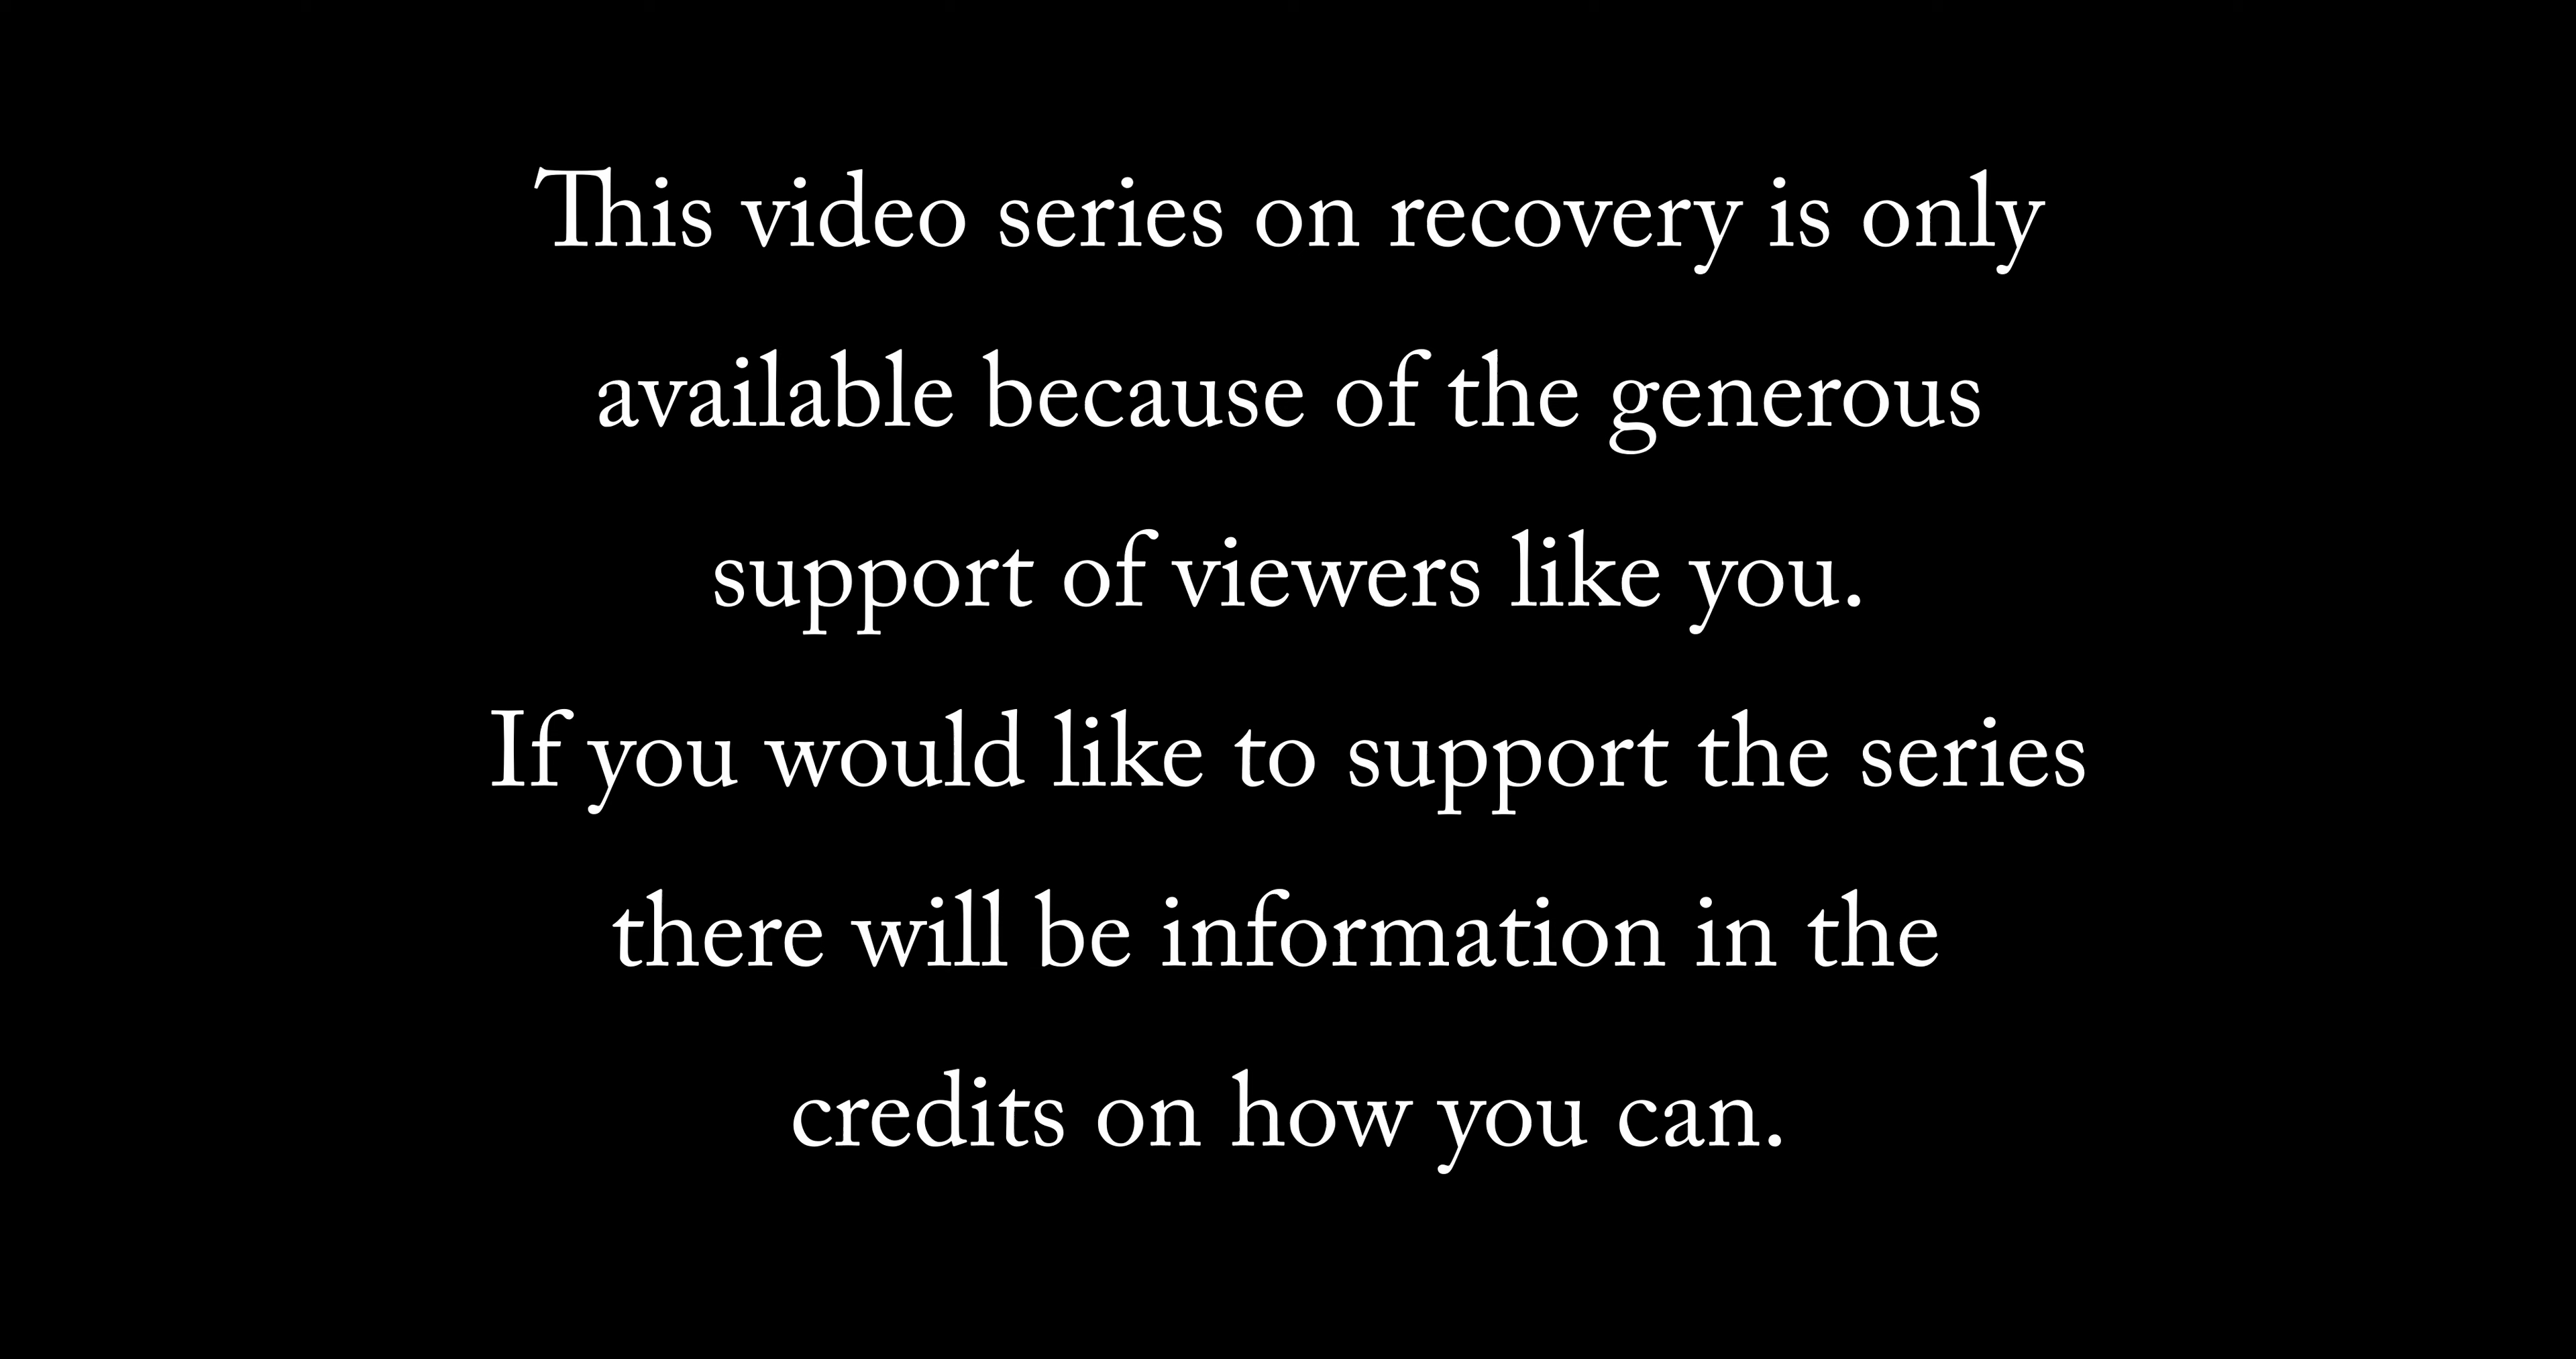 This video series on recovery is only
available because of the generous
support of viewers like you.
If you would like to support the series
there will be information in the
credits on how you can.